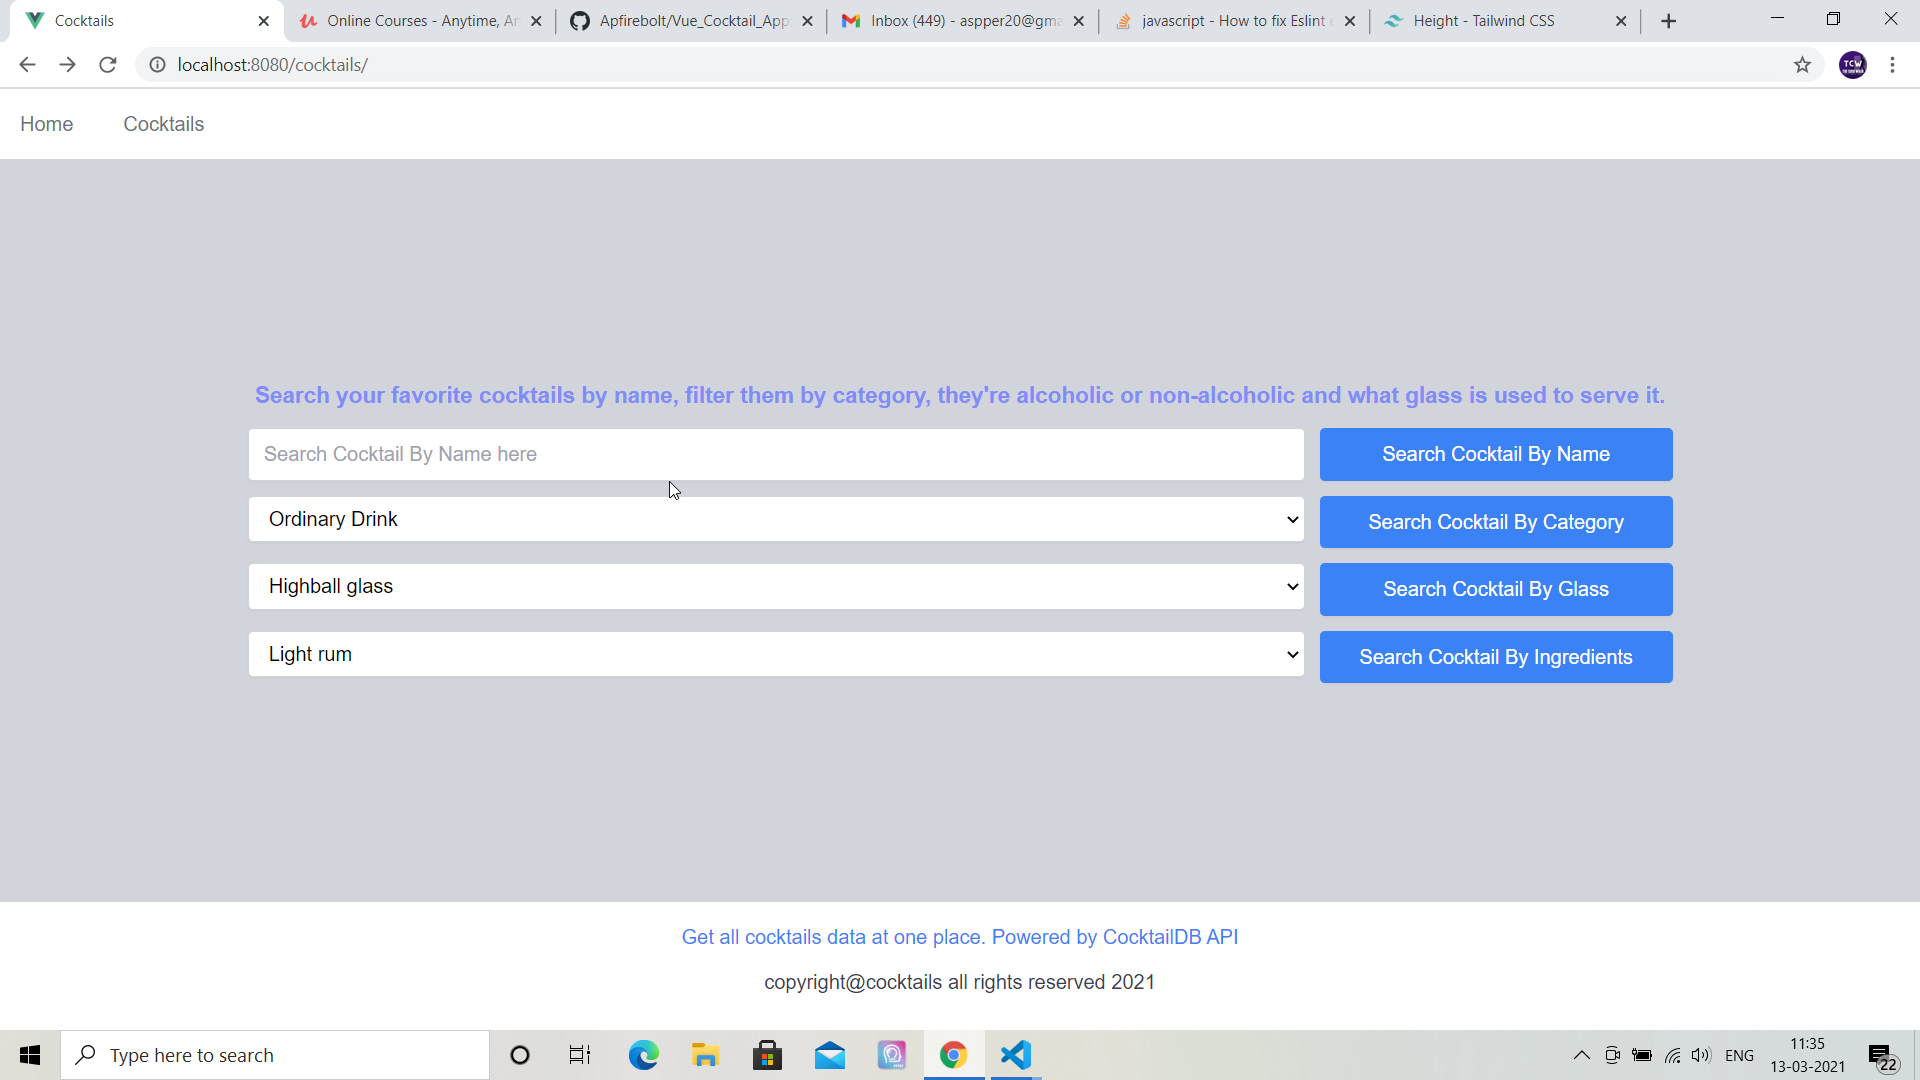 Cocktails
Online Courses - Anytime, An
Apfirebolt/Vue_Cocktail_App
Inbox (449) - aspper20@gma
javascript - How to fix Eslint e
Height - Tailwind CSS
localhost:8080/cocktails/
TCW
Home
Cocktails
Search your favorite cocktails by name, filter them by category, they're alcoholic or non-alcoholic and what glass is used to serve it.
Search Cocktail By Name here
Search Cocktail By Name
Ordinary Drink
Search Cocktail By Category
Highball glass
Search Cocktail By Glass
Light rum
Search Cocktail By Ingredients
Get all cocktails data at one place. Powered by CocktailDB API
copyright@cocktails all rights reserved 2021
Type here to search
ENG
11:35
13-03-2021
22